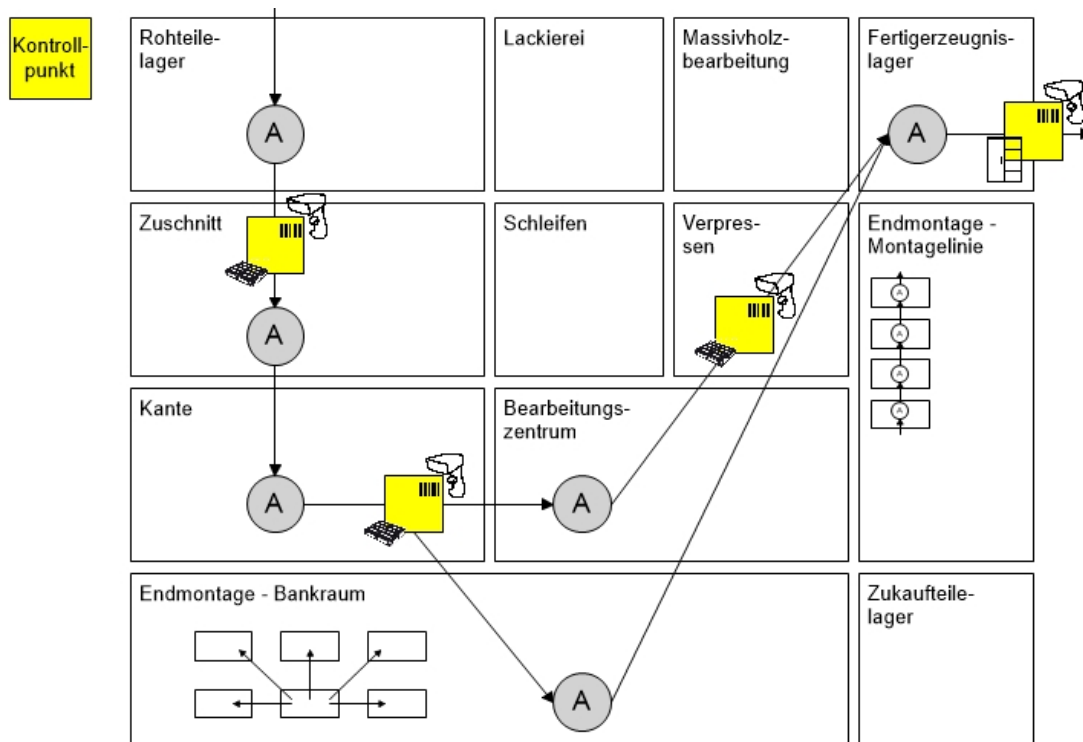 Kontroll-
punkt
Rohteile-
lager
Lackierei
Massivholz-
bearbeitung
Fertigerzeugnis-
lager
A
A
Zuschnitt
Schleifen
Verpres-
sen
Endmontage -
Montagelinie
A
A
A
A
A
Kante
Bearbeitungs-
zentrum
A
A
Endmontage - Bankraum
Zukaufteile-
lager
A